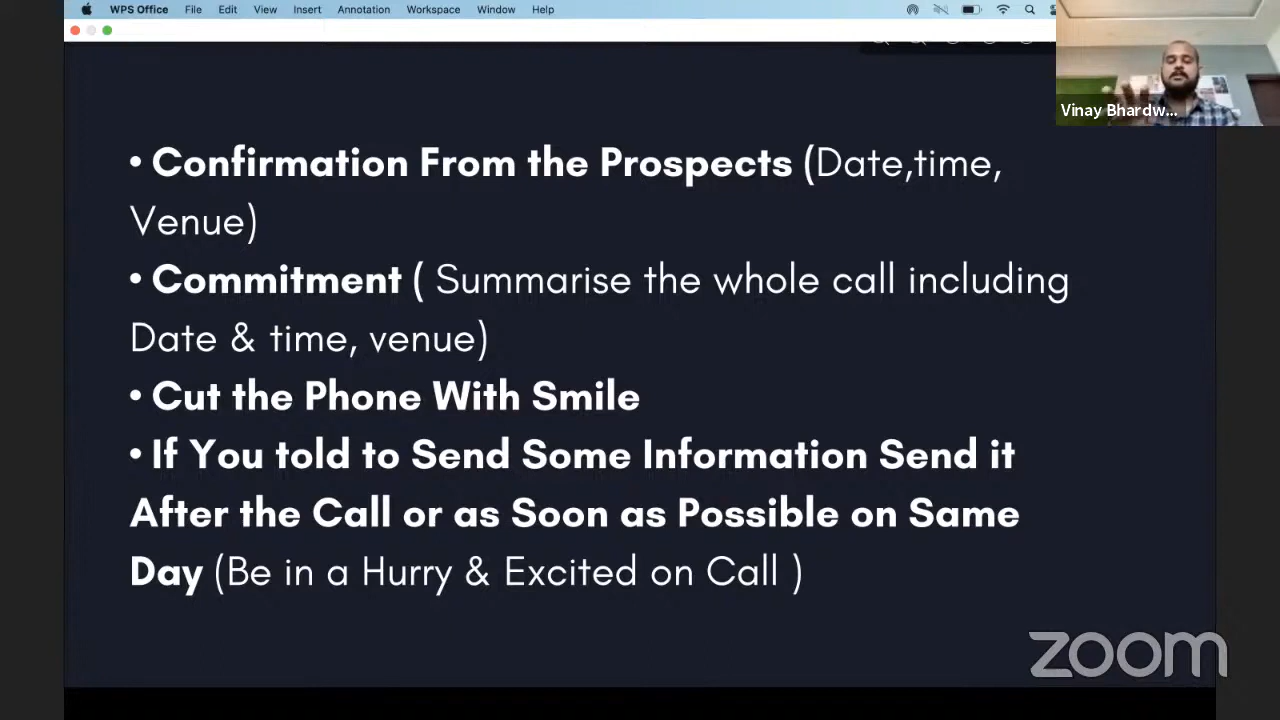 WPS Office File Edit View Insert Annotation Workspace Window Help
Vinay Bhardw...
• Confirmation From the Prospects (Date,time,
Venue)
• Commitment ( Summarise the whole call including
Date & time, venue)
• Cut the Phone With Smile
• If You told to Send Some Information Send it
After the Call or as Soon as Possible on Same
Day (Be in a Hurry & Excited on Call )
zoom